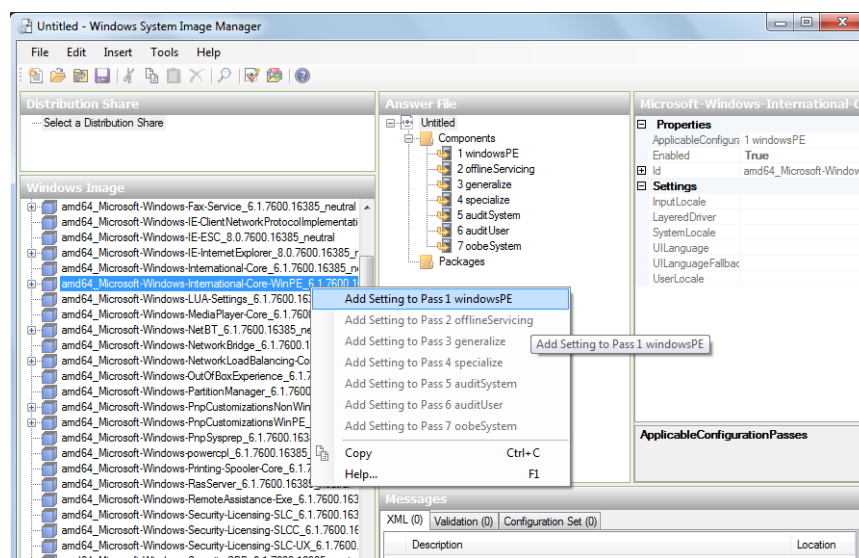 Untitled - Windows System Image Manager
File Edit Insert Tools Help
Distribution Share
Select a Distribution Share
Windows Image
amd64_Microsoft-Windows-Fax-Service_6.1.7600.16385_neutral
amd64_Microsoft-Windows-IE-ClientNetworkProtocolImplementati
amd64_Microsoft-Windows-IE-ESC_8.0.7600.16385_neutral
amd64_Microsoft-Windows-IE-InternetExplorer_8.0.7600.16385_r
amd64_Microsoft-Windows-International-Core_6.1.7600.16385_n
amd64_Microsoft-Windows-International-Core-WinPE_6.1.7600.1
amd64_Microsoft-Windows-LUA-Settings_6.1.7600.16
amd64_Microsoft-Windows-MediaPlayer-Core_6.1.760
amd64_Microsoft-Windows-NetBT_6.1.7600.16385_ne
amd64_Microsoft-Windows-NetworkBridge_6.1.7600.1
amd64_Microsoft-Windows-NetworkLoadBalancing-Co
amd64_Microsoft-Windows-OutOfBoxExperience_6.1.7
amd64_Microsoft-Windows-PartitionManager_6.1.7600
amd64_Microsoft-Windows-PnpCustomizationsNonWin
amd64_Microsoft-Windows-PnpCustomizationsWinPE_
amd64_Microsoft-Windows-PnpSysprep_6.1.7600.163
amd64_Microsoft-Windows-powercpl_6.1.7600.16385_
amd64_Microsoft-Windows-Printing-Spooler-Core_6.1.7
amd64_Microsoft-Windows-RasServer_6.1.7600.16385_neutral
amd64_Microsoft-Windows-RemoteAssistance-Exe_6.1.7600.163
amd64_Microsoft-Windows-Security-Licensing-SLC_6.1.7600.163
amd64_Microsoft-Windows-Security-Licensing-SLCC_6.1.7600.16
amd64_Microsoft-Windows-Security-Licensing-SLC-UX_6.1.7600.
Answer File
Untitled
Components
1 windowsPE
2 offlineServicing
3 generalize
4 specialize
5 auditSystem
6 auditUser
7 oobeSystem
Packages
Add Setting to Pass 1 windowsPE
Add Setting to Pass 2 offlineServicing
Add Setting to Pass 3 generalize
Add Setting to Pass 4 specialize
Add Setting to Pass 5 auditSystem
Add Setting to Pass 6 auditUser
Add Setting to Pass 7 oobeSystem
Copy Ctrl+C
Help... F1
Add Setting to Pass 1 windowsPE
Microsoft-Windows-International-C
Properties
ApplicableConfigura 1 windowsPE
Enabled True
Id amd64_Microsoft-Window
Settings
InputLocale
LayeredDriver
SystemLocale
UILanguage
UILanguageFallbac
UserLocale
ApplicableConfigurationPasses
Messages
XML (0) Validation (0) Configuration Set (0)
Description Location